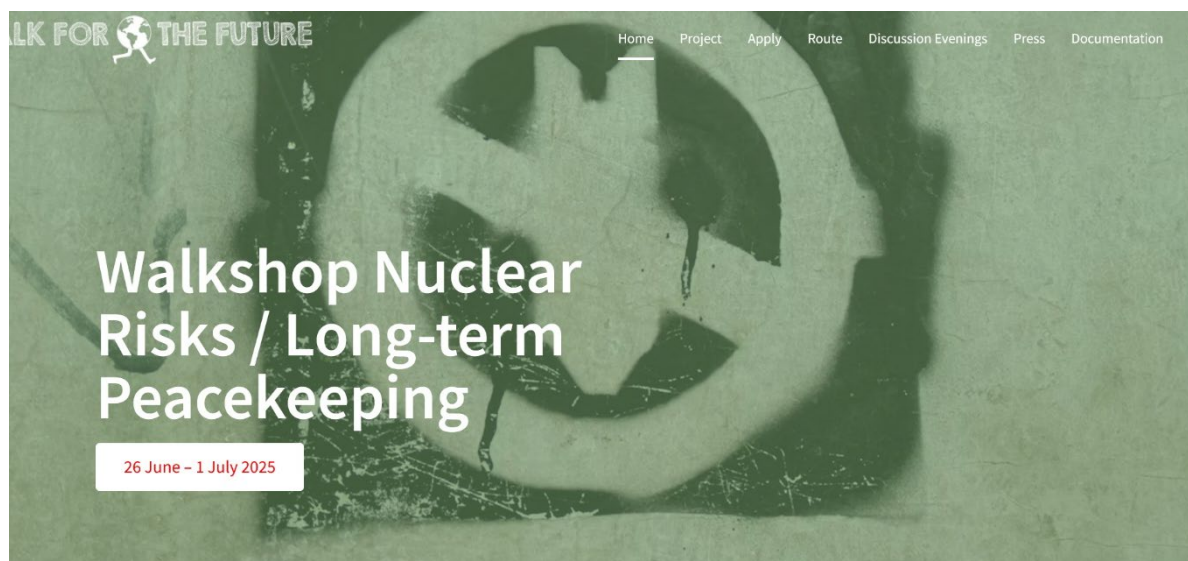 LK FOR THE FUTURE
Home Project Apply Route Discussion Evenings Press Documentation
Walkshop Nuclear
Risks / Long-term
Peacekeeping
26 June – 1 July 2025